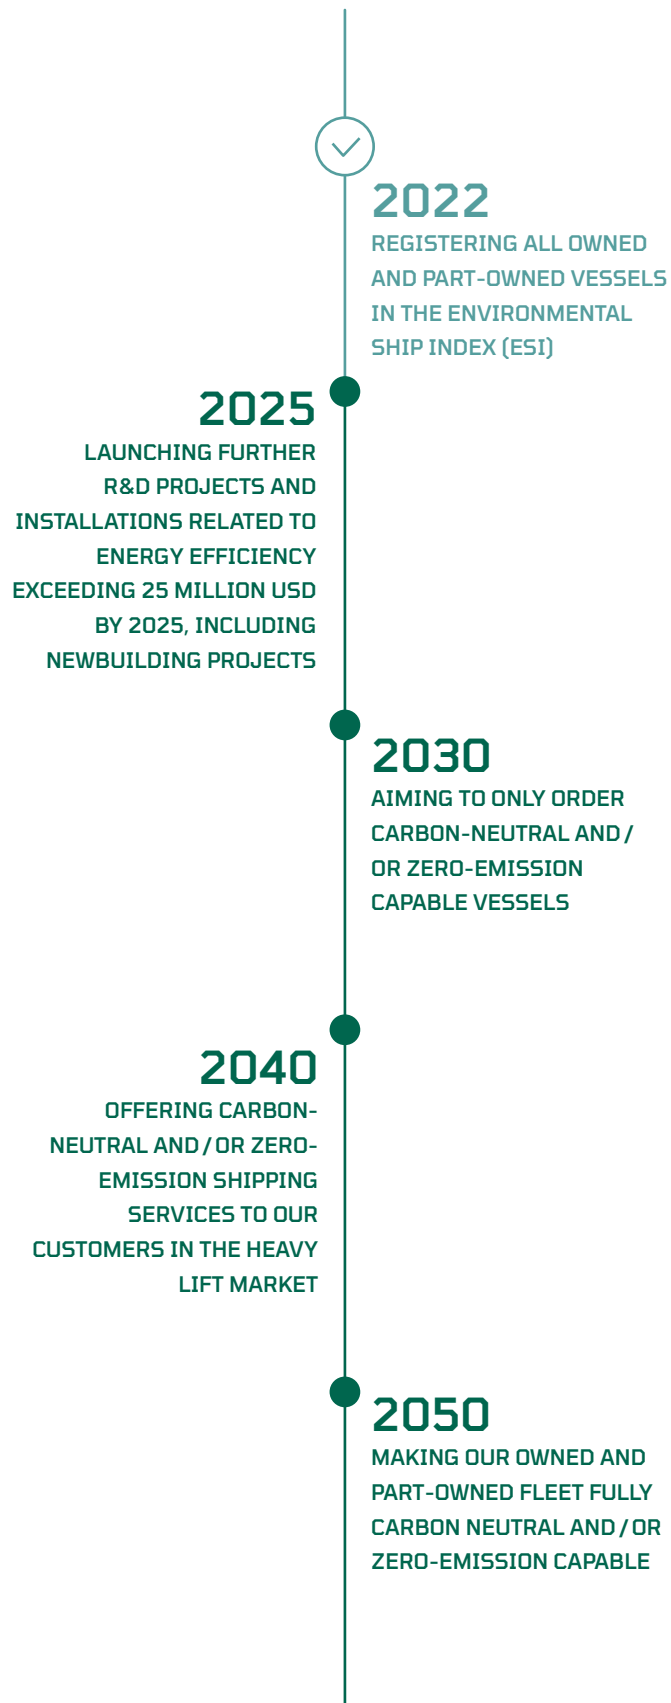 2022
REGISTERING ALL OWNED
AND PART-OWNED VESSELS
IN THE ENVIRONMENTAL
SHIP INDEX (ESI)
2025
LAUNCHING FURTHER
R&D PROJECTS AND
INSTALLATIONS RELATED TO
ENERGY EFFICIENCY
EXCEEDING 25 MILLION USD
BY 2025, INCLUDING
NEWBUILDING PROJECTS
2030
AIMING TO ONLY ORDER
CARBON-NEUTRAL AND /
OR ZERO-EMISSION
CAPABLE VESSELS
2040
OFFERING CARBON-
NEUTRAL AND / OR ZERO-
EMISSION SHIPPING
SERVICES TO OUR
CUSTOMERS IN THE HEAVY
LIFT MARKET
2050
MAKING OUR OWNED AND
PART-OWNED FLEET FULLY
CARBON NEUTRAL AND / OR
ZERO-EMISSION CAPABLE